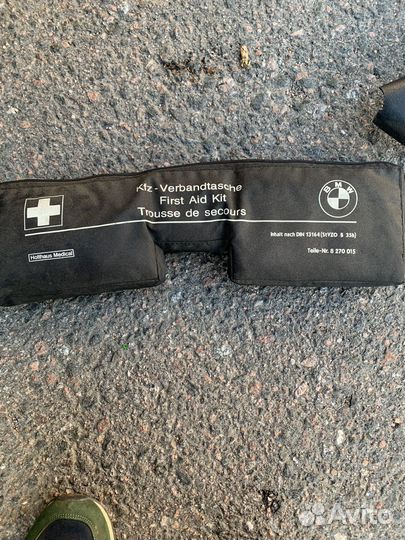 Kfz-Verbandtasche
First Aid Kit
Trousse de secours
BMW
Inhalt nach DIN 13164 (StVZO § 35h)
Holthaus Medical
Teile-Nr. 8 270 015
Avito